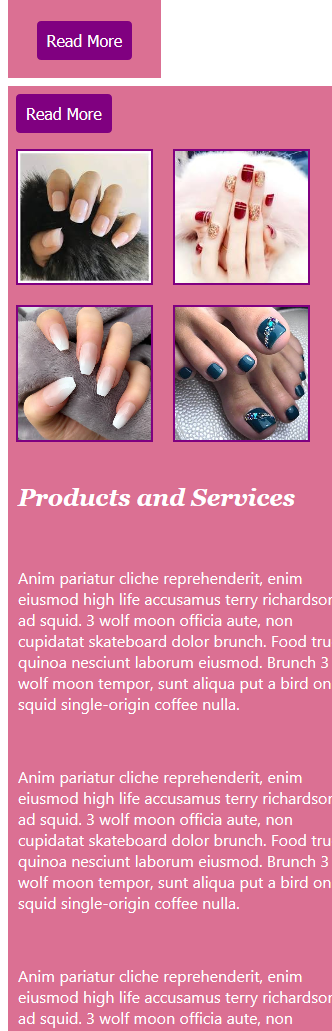 Read More
Read More
Products and Services
Anim pariatur cliche reprehenderit, enim
eiusmod high life accusamus terry richardson
ad squid. 3 wolf moon officia aute, non
cupidatat skateboard dolor brunch. Food tru
quinoa nesciunt laborum eiusmod. Brunch 3
wolf moon tempor, sunt aliqua put a bird on
squid single-origin coffee nulla.
Anim pariatur cliche reprehenderit, enim
eiusmod high life accusamus terry richardson
ad squid. 3 wolf moon officia aute, non
cupidatat skateboard dolor brunch. Food tru
quinoa nesciunt laborum eiusmod. Brunch 3
wolf moon tempor, sunt aliqua put a bird on
squid single-origin coffee nulla.
Anim pariatur cliche reprehenderit, enim
eiusmod high life accusamus terry richardson
ad squid. 3 wolf moon officia aute, non